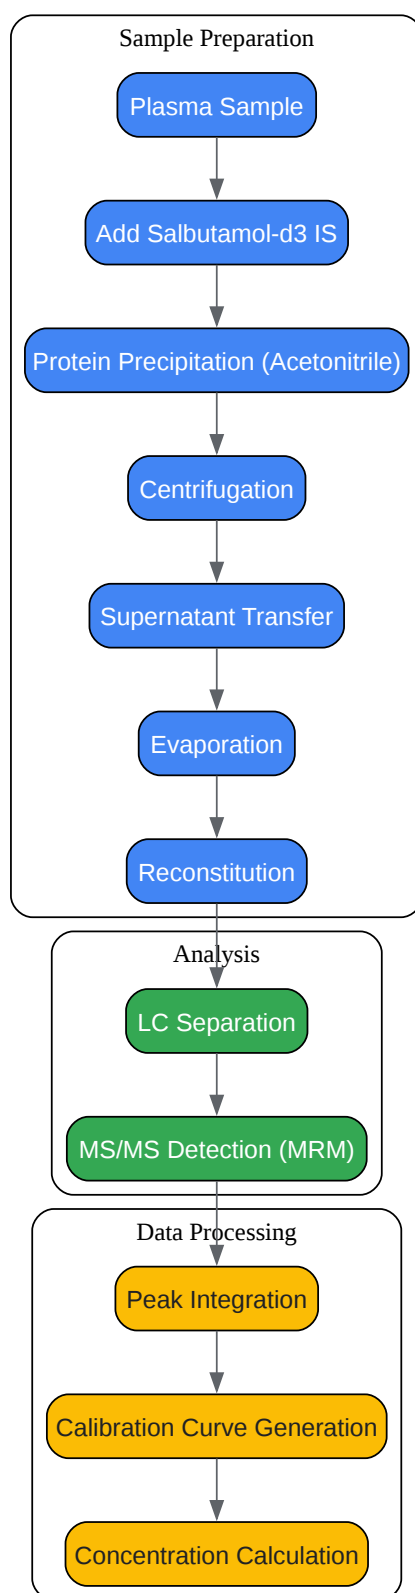 Sample Preparation
Plasma Sample
Add Salbutamol-d3 IS
Protein Precipitation (Acetonitrile)
Centrifugation
Supernatant Transfer
Evaporation
Reconstitution
Analysis
LC Separation
MS/MS Detection (MRM)
Data Processing
Peak Integration
Calibration Curve Generation
Concentration Calculation